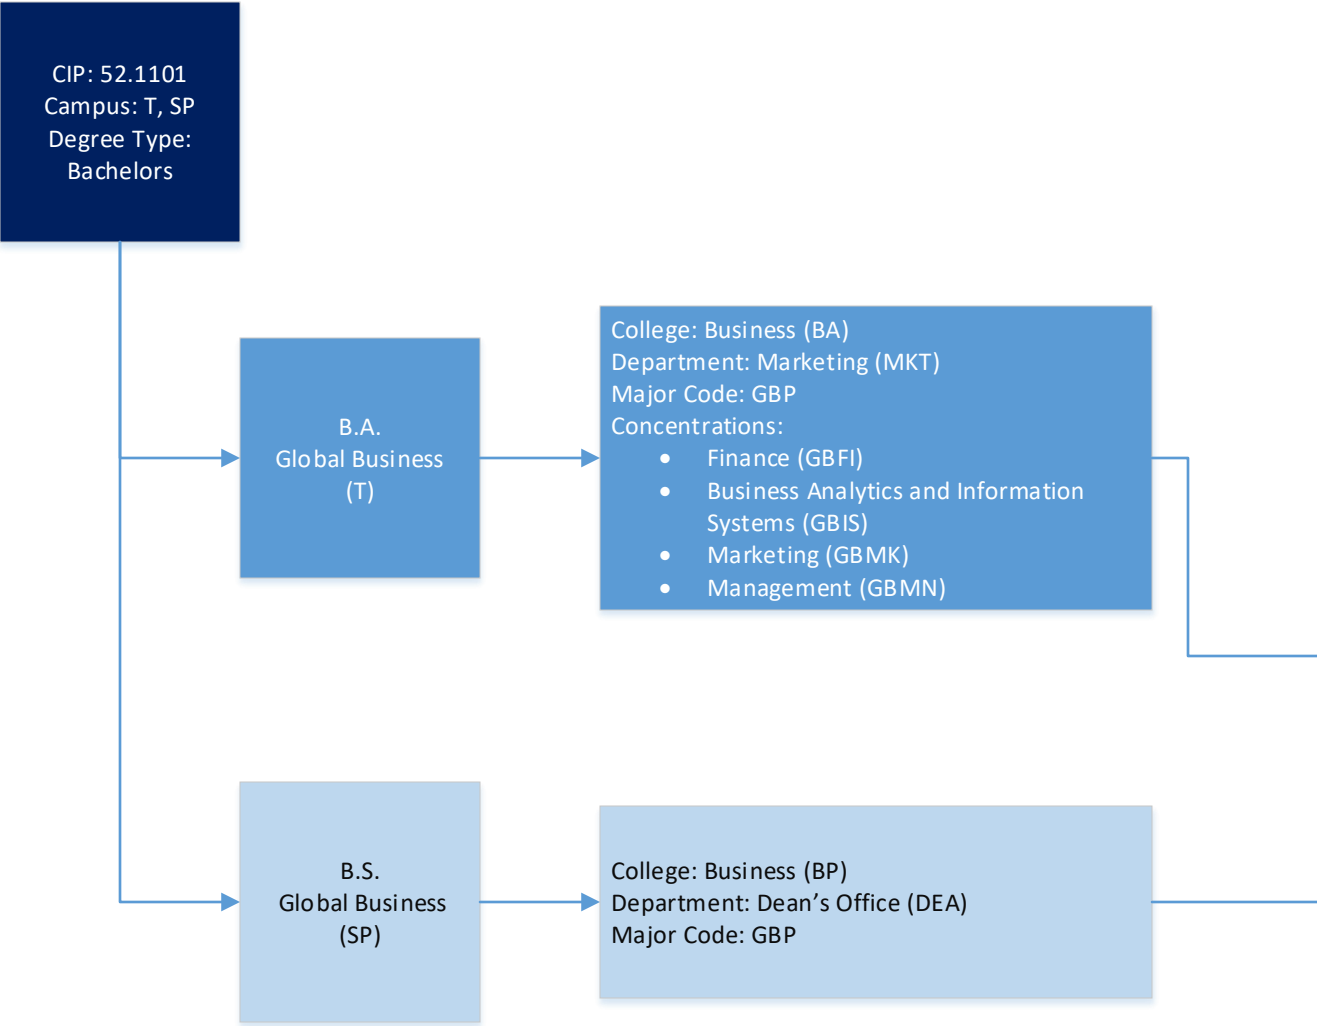 CIP: 52.1101
Campus: T, SP
Degree Type:
Bachelors
B.A.
Global Business
(T)
College: Business (BA)
Department: Marketing (MKT)
Major Code: GBP
Concentrations:
• Finance (GBFI)
• Business Analytics and Information
Systems (GBIS)
• Marketing (GBMK)
• Management (GBMN)
B.S.
Global Business
(SP)
College: Business (BP)
Department: Dean’s Office (DEA)
Major Code: GBP